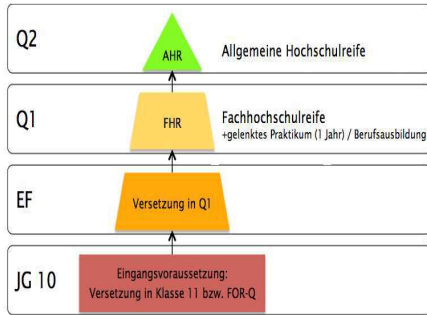 Q2
AHR
Allgemeine Hochschulreife
Q1
FHR
Fachhochschulreife
+gelenktes Praktikum (1 Jahr) / Berufsausbildung
EF
Versetzung in Q1
JG 10
Eingangsvoraussetzung:
Versetzung in Klasse 11 bzw. FOR-Q